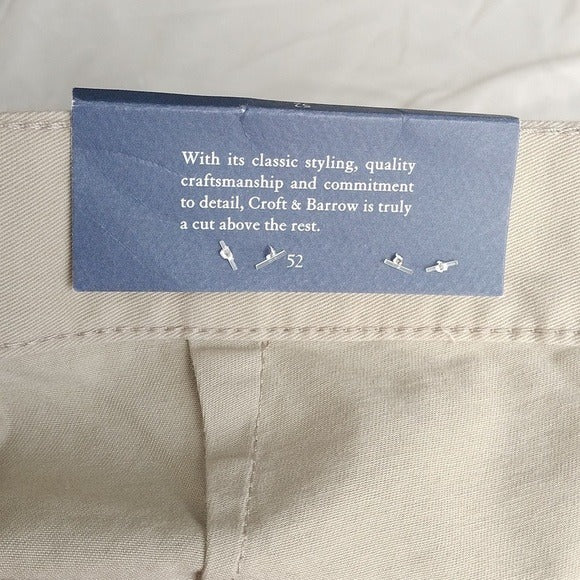 With its classic styling, quality
craftsmanship and commitment
to detail, Croft & Barrow is truly
a cut above the rest.
52